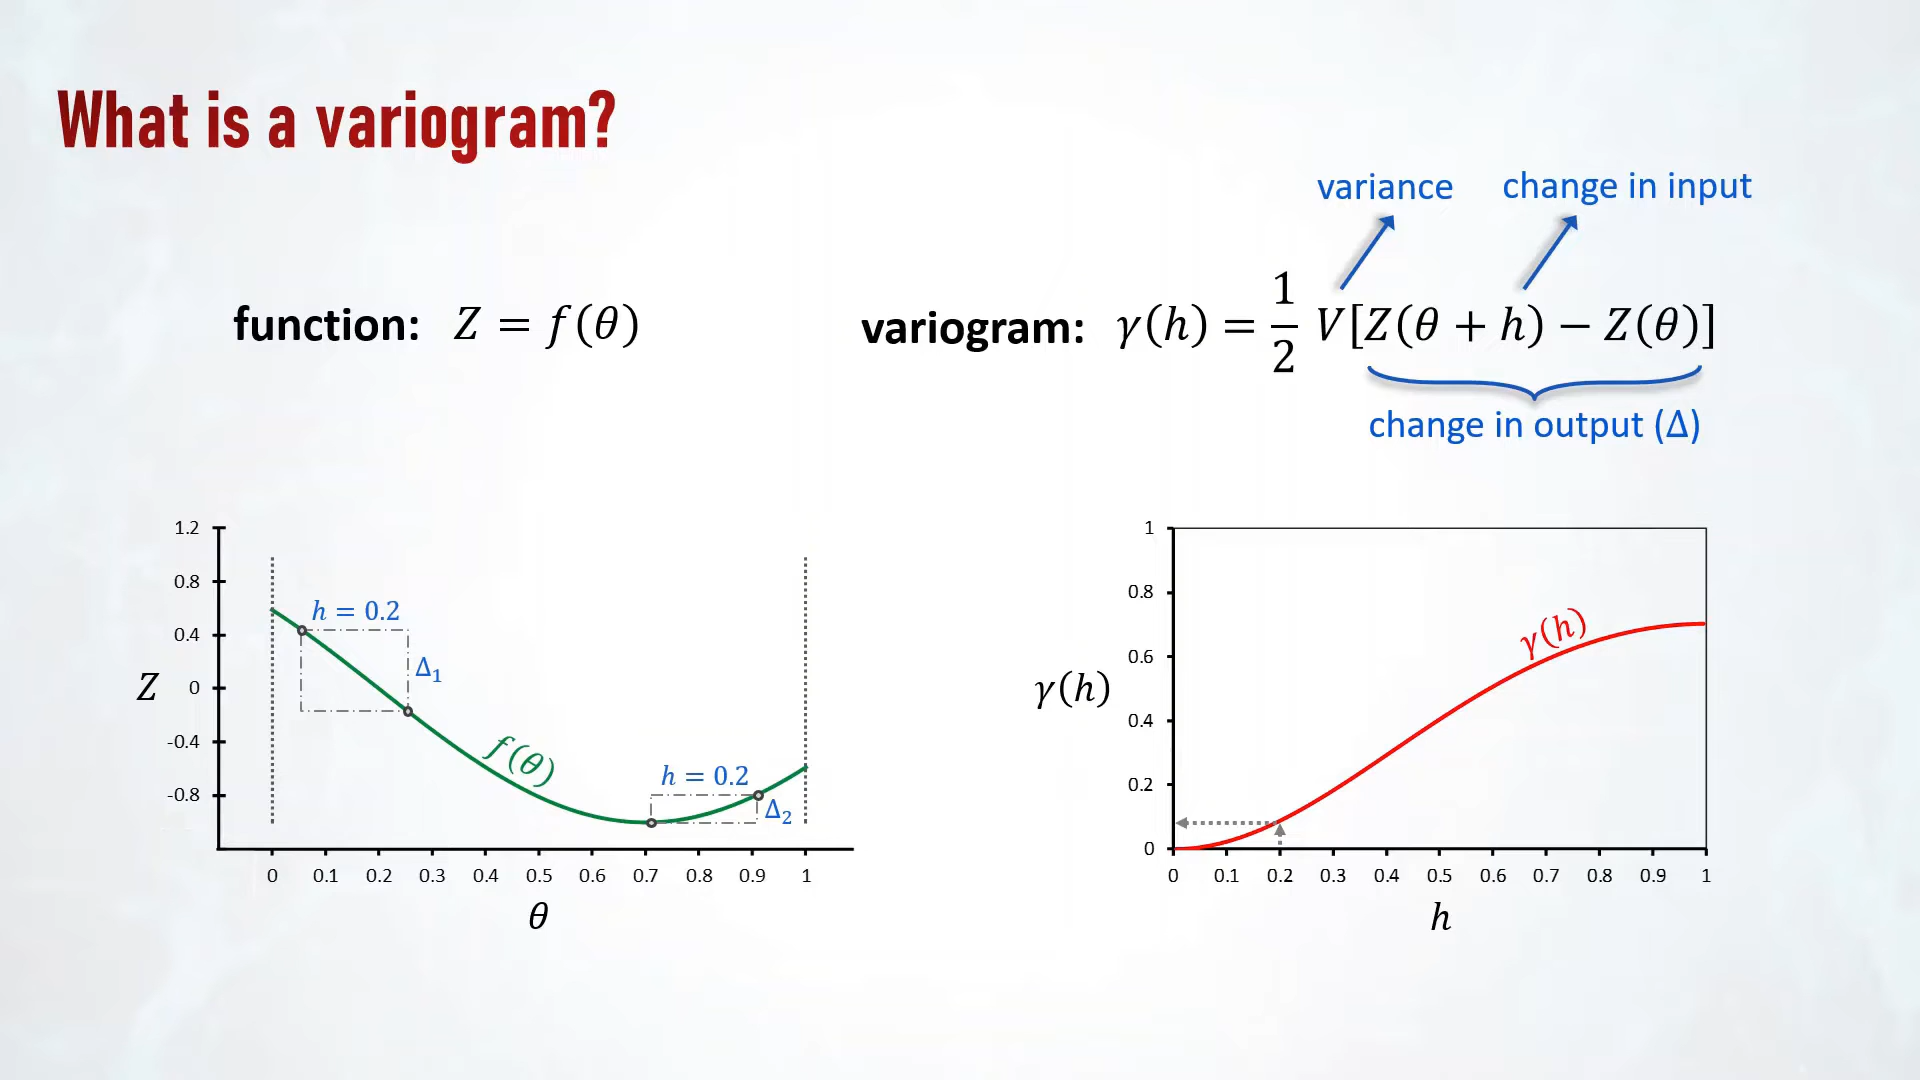 What is a variogram?
variance
change in input
function: Z = f(θ)
variogram: γ(h) = 1/2 V[Z(θ + h) − Z(θ)]
change in output (Δ)
1.2
0.8
0.4
0
-0.4
-0.8
Z
h = 0.2
Δ₁
f(θ)
h = 0.2
Δ₂
0 0.1 0.2 0.3 0.4 0.5 0.6 0.7 0.8 0.9 1
θ
1
0.8
0.6
0.4
0.2
0
γ(h)
γ(h)
0 0.1 0.2 0.3 0.4 0.5 0.6 0.7 0.8 0.9 1
h